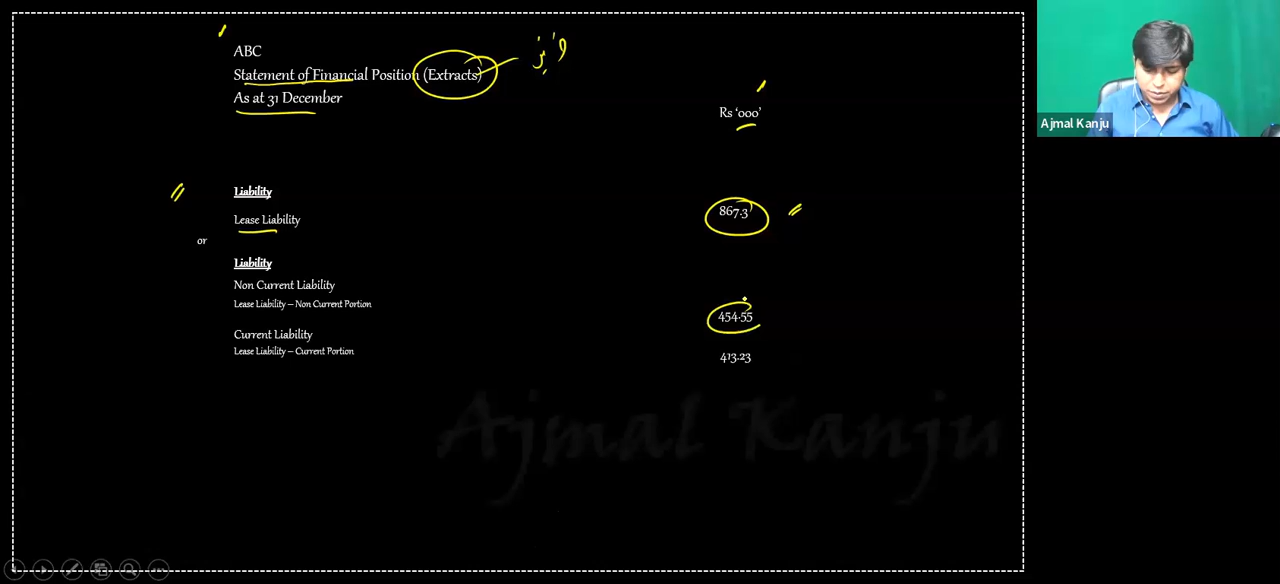 ABC
Statement of Financial Position (Extracts)
As at 31 December
Rs ‘000’
Ajmal Kanju
Liability
Lease Liability 867.3
or
Liability
Non Current Liability
Lease Liability – Non Current Portion 454.55
Current Liability
Lease Liability – Current Portion 413.23
Ajmal Kanju